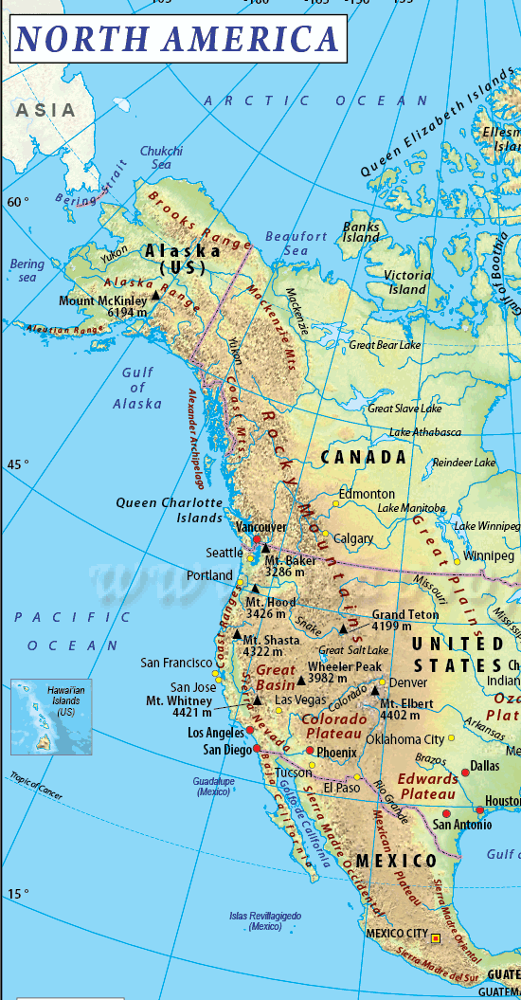 NORTH AMERICA
ASIA
ARCTIC OCEAN
Queen Elizabeth Islands
Chukchi
Sea
Bering Strait
60°
Brooks Range
Beaufort
Sea
Banks
Island
Victoria
Island
Gulf of Boothia
Bering
sea
Yukon
Alaska
(US)
Alaska Range
Mount McKinley
6194 m
Aleutian Range
Mackenzie Mts
Mackenzie
Great Bear Lake
Gulf
of
Alaska
Yukon
Coast Mts
Alexander Archipelago
Great Slave Lake
Lake Athabasca
Rocky Mountains
CANADA
Reindeer Lake
45°
Queen Charlotte
Islands
Edmonton
Lake Manitoba
Lake Winnipeg
Vancouver
Calgary
Great Plains
Seattle
Mt. Baker
3286 m
Winnipeg
Portland
Missouri
Mt. Hood
3426 m
Coast Ranges
Grand Teton
4199 m
PACIFIC
OCEAN
Snake
Mt. Shasta
4322 m
Great Salt Lake
UNITED
STATES
San Francisco
Great
Basin
Wheeler Peak
3982 m
San Jose
Denver
Hawaiian
Islands
(US)
Mt. Whitney
4421 m
Las Vegas
Colorado
Mt. Elbert
4402 m
Sierra Nevada
Colorado
Plateau
Arkansas
Los Angeles
Oklahoma City
San Diego
Phoenix
Brazos
Dallas
Tucson
Edwards
Plateau
El Paso
Rio Grande
Houston
San Antonio
Tropical Cancer
Guadalupe
(Mexico)
Baja California
Golfo de California
Sierra Madre Occidental
Mexican Plateau
MEXICO
15°
Islas Revillagigedo
(Mexico)
MEXICO CITY
Sierra Madre Oriental
Sierra Madre del Sur